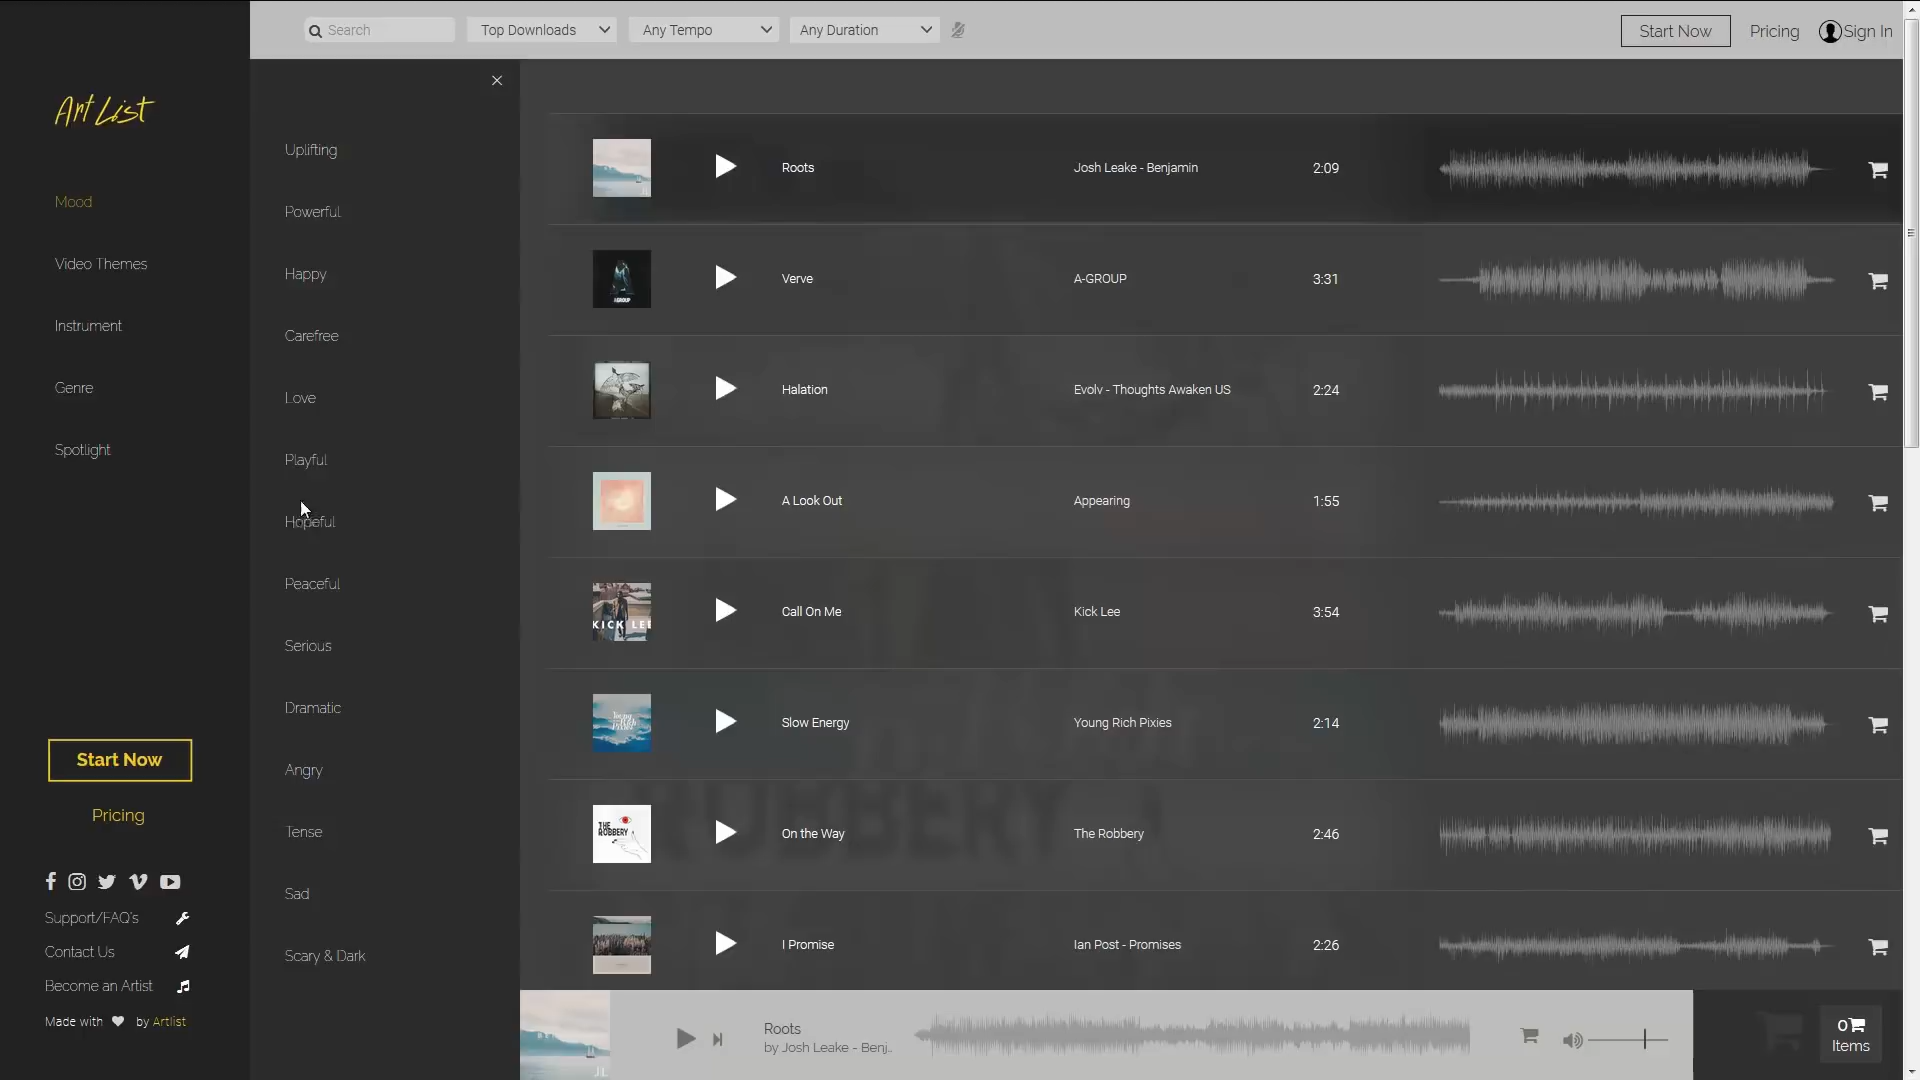 Search
Top Downloads
Any Tempo
Any Duration
Start Now
Pricing
Sign In
Art List
Mood
Video Themes
Instrument
Genre
Spotlight
Start Now
Pricing
Support/FAQ's
Contact Us
Become an Artist
Made with by Artlist
Uplifting
Powerful
Happy
Carefree
Love
Playful
Hopeful
Peaceful
Serious
Dramatic
Angry
Tense
Sad
Scary & Dark
Roots Josh Leake - Benjamin 2:09
A-GROUP
Verve A-GROUP 3:31
Halation Evolv - Thoughts Awaken US 2:24
A Look Out Appearing 1:55
KICK LEE
Call On Me Kick Lee 3:54
Slow Energy Young Rich Pixies 2:14
THE ROBBERY
On the Way The Robbery 2:46
I Promise Ian Post - Promises 2:26
J.L
Roots
by Josh Leake - Benj..
0
Items